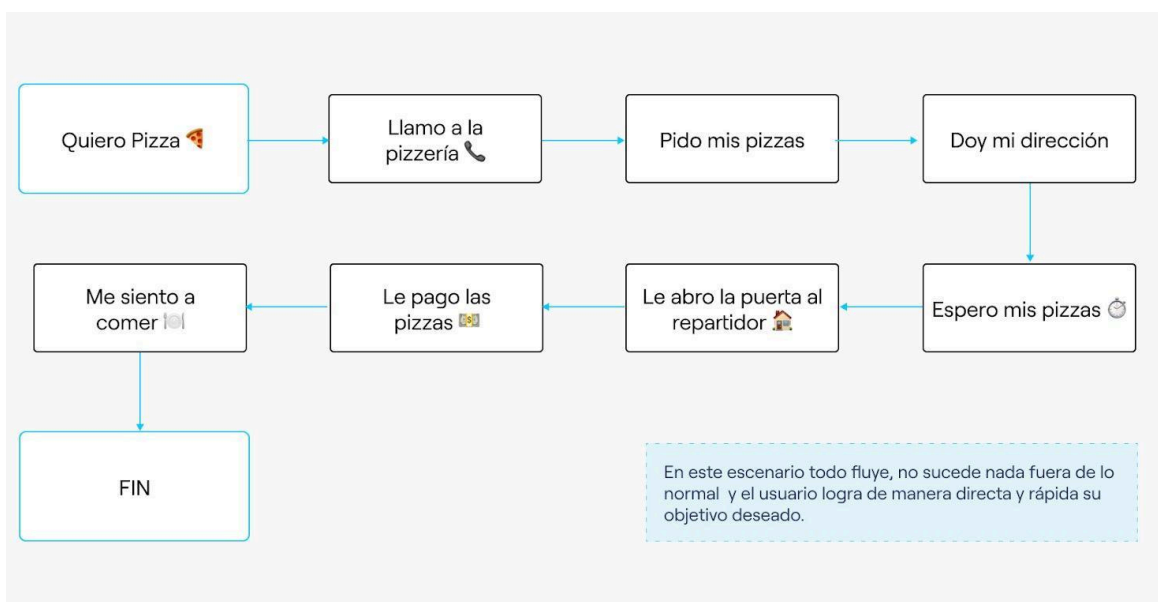 Quiero Pizza 🍕
Llamo a la
pizzería 📞
Pido mis pizzas
Doy mi dirección
Espero mis pizzas ⏱️
Le abro la puerta al
repartidor 🏠
Le pago las
pizzas 💵
Me siento a
comer 🍽️
FIN
En este escenario todo fluye, no sucede nada fuera de lo
normal y el usuario logra de manera directa y rápida su
objetivo deseado.